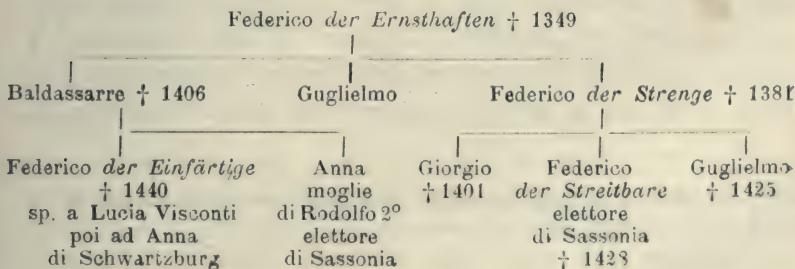 Federico der Ernsthaften † 1349
Baldassarre † 1406 Guglielmo Federico der Strenge † 1381
Federico der Einfärtige Anna Giorgio Federico Guglielmo
† 1440 moglie † 1401 der Streitbare † 1425
sp. a Lucia Visconti di Rodolfo 2º elettore
poi ad Anna elettore di Sassonia
di Schwartzburg di Sassonia † 1428